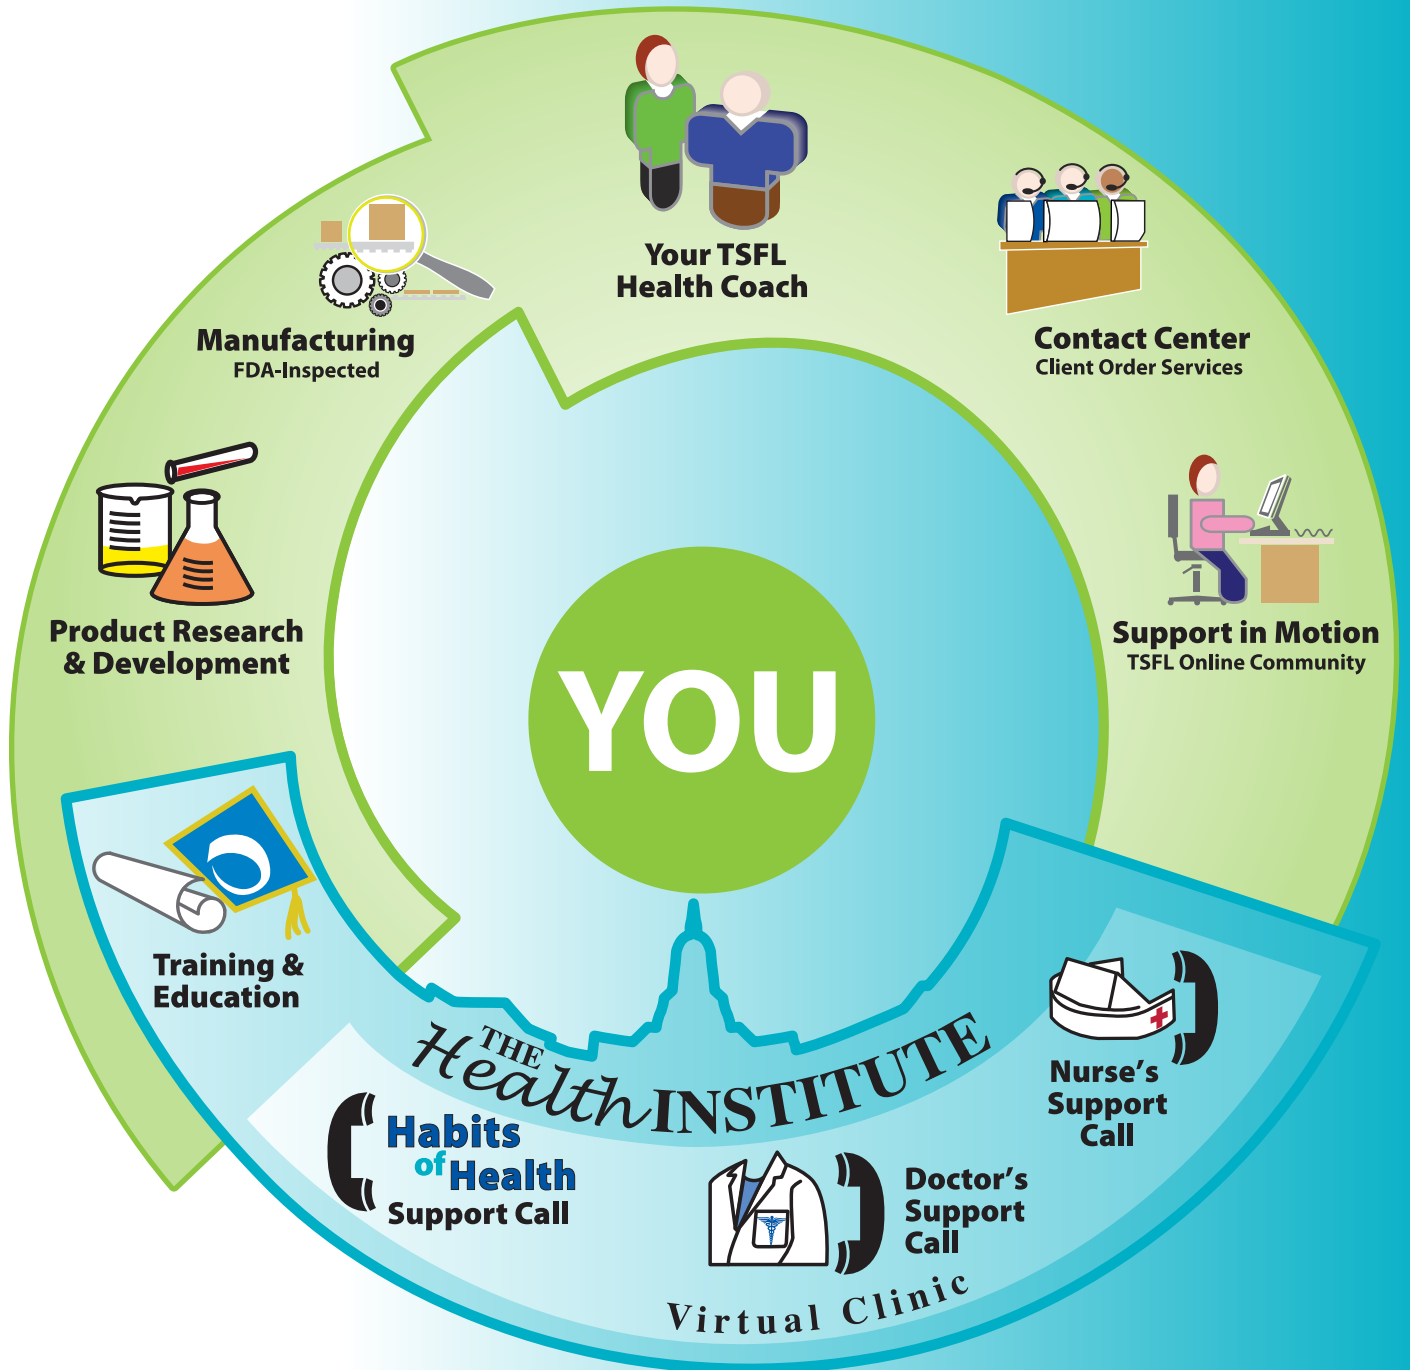 Your TSFL
Health Coach
Contact Center
Client Order Services
Manufacturing
FDA-Inspected
Support in Motion
TSFL Online Community
Product Research
& Development
YOU
Training &
Education
THE
Health INSTITUTE
Nurse's
Support
Call
Habits
of Health
Support Call
Doctor's
Support
Call
Virtual Clinic